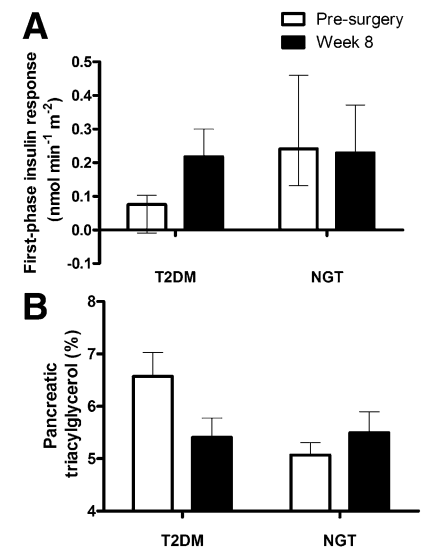 A
Pre-surgery
Week 8
First-phase insulin response
(nmol min⁻¹ m⁻²)
0.5
0.4
0.3
0.2
0.1
0.0
-0.1
T2DM NGT
B
Pancreatic
triacylglycerol (%)
8
7
6
5
4
T2DM NGT